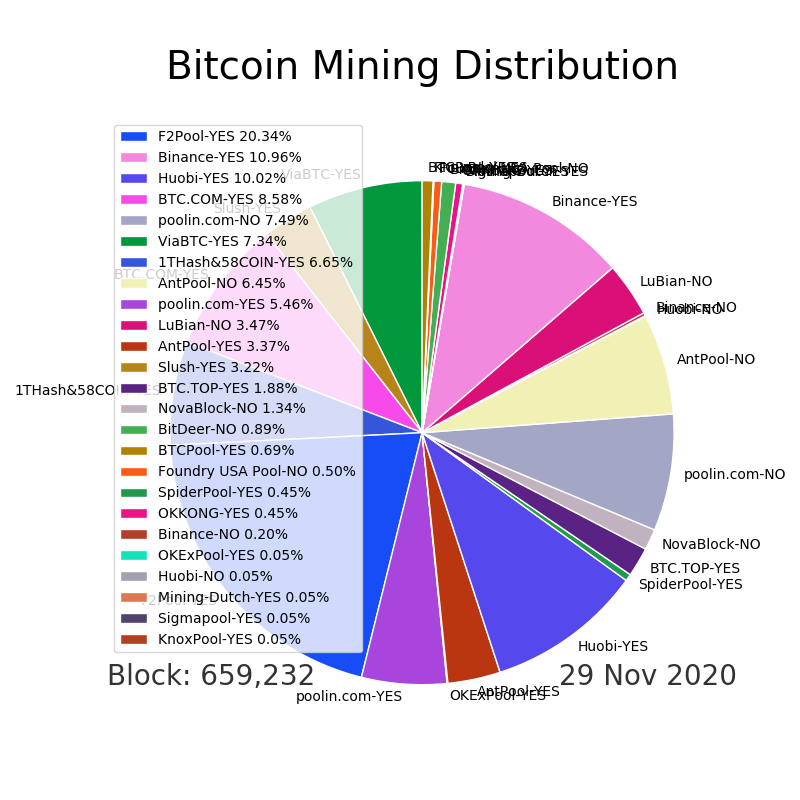 Bitcoin Mining Distribution
F2Pool-YES 20.34%
Binance-YES 10.96%
Huobi-YES 10.02%
BTC.COM-YES 8.58%
poolin.com-NO 7.49%
ViaBTC-YES 7.34%
1THash&58COIN-YES 6.65%
AntPool-NO 6.45%
poolin.com-YES 5.46%
LuBian-NO 3.47%
AntPool-YES 3.37%
Slush-YES 3.22%
BTC.TOP-YES 1.88%
NovaBlock-NO 1.34%
BitDeer-NO 0.89%
BTCPool-YES 0.69%
Foundry USA Pool-NO 0.50%
SpiderPool-YES 0.45%
OKKONG-YES 0.45%
Binance-NO 0.20%
OKExPool-YES 0.05%
Huobi-NO 0.05%
Mining-Dutch-YES 0.05%
Sigmapool-YES 0.05%
KnoxPool-YES 0.05%
ViaBTC-YES
Slush-YES
BTC.COM-YES
1THash&58COIN-YES
F2Pool-YES
Binance-YES
LuBian-NO
Binance-NO
Huobi-NO
AntPool-NO
poolin.com-NO
NovaBlock-NO
BTC.TOP-YES
SpiderPool-YES
Huobi-YES
AntPool-YES
OKExPool-YES
poolin.com-YES
Block: 659,232
29 Nov 2020